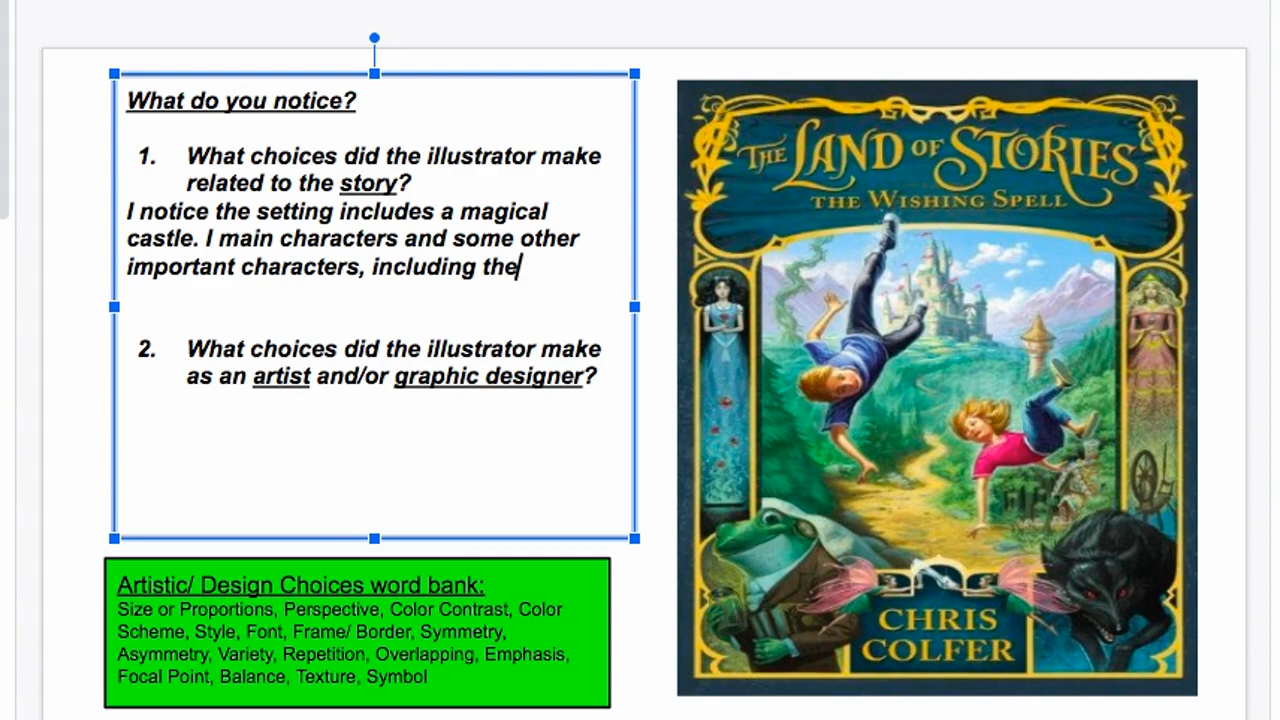 What do you notice?
1. What choices did the illustrator make
related to the story?
I notice the setting includes a magical
castle. I main characters and some other
important characters, including the
2. What choices did the illustrator make
as an artist and/or graphic designer?
Artistic/ Design Choices word bank:
Size or Proportions, Perspective, Color Contrast, Color
Scheme, Style, Font, Frame/ Border, Symmetry,
Asymmetry, Variety, Repetition, Overlapping, Emphasis,
Focal Point, Balance, Texture, Symbol
THE LAND OF STORIES
THE WISHING SPELL
CHRIS
COLFER